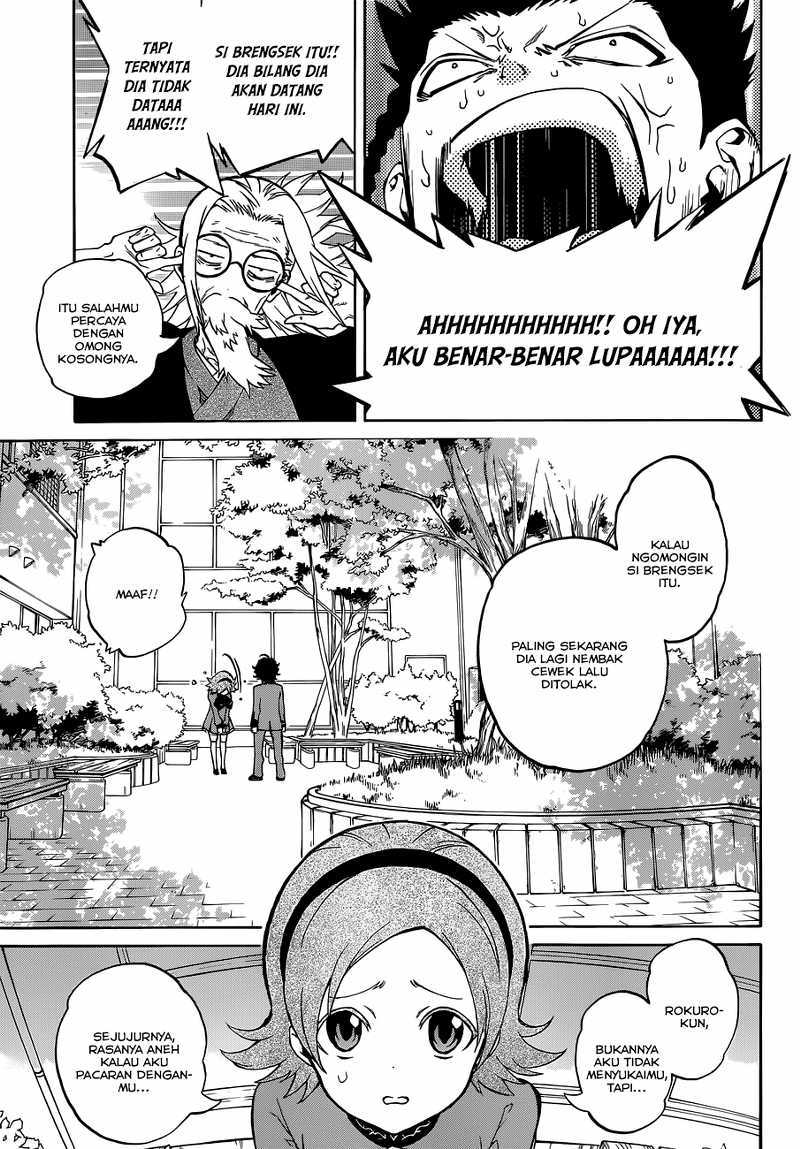 AHHHHHHHHHHH!! OH IYA,
AKU BENAR-BENAR LUPAAAAAA!!!
SI BRENGSEK ITU!!
DIA BILANG DIA
AKAN DATANG
HARI INI.
TAPI
TERNYATA
DIA TIDAK
DATAAA
AAAANG!!!
ITU SALAHMU
PERCAYA
DENGAN
OMONG
KOSONGNYA.
KALAU
NGOMONGIN
SI BRENGSEK
ITU.
PALING SEKARANG
DIA LAGI NEMBAK
CEWEK LALU
DITOLAK.
MAAF!!
ROKURO-
KUN,
BUKANNYA
AKU TIDAK
MENYUKAIMU,
TAPI...
SEJUJURNYA,
RASANYA ANEH
KALAU AKU
PACARAN DENGAN-
MU...